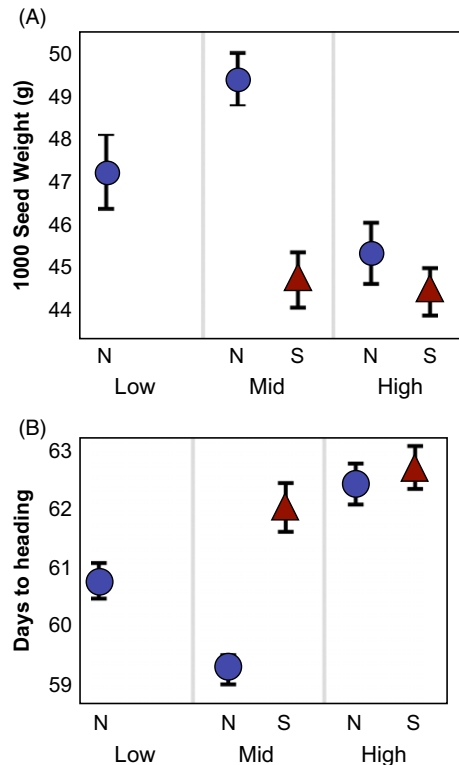 (A)
1000 Seed Weight (g)
50
49
48
47
46
45
44
N N S N S
Low Mid High
(B)
Days to heading
63
62
61
60
59
N N S N S
Low Mid High